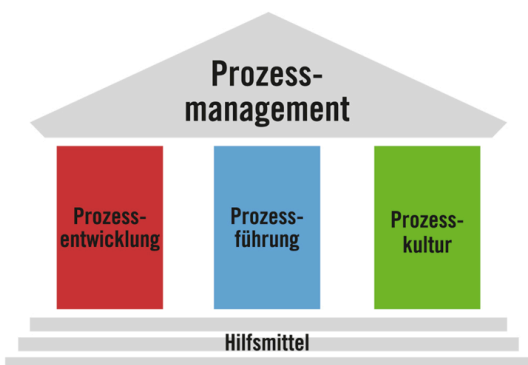 Prozess-
management
Prozess-
entwicklung
Prozess-
führung
Prozess-
kultur
Hilfsmittel